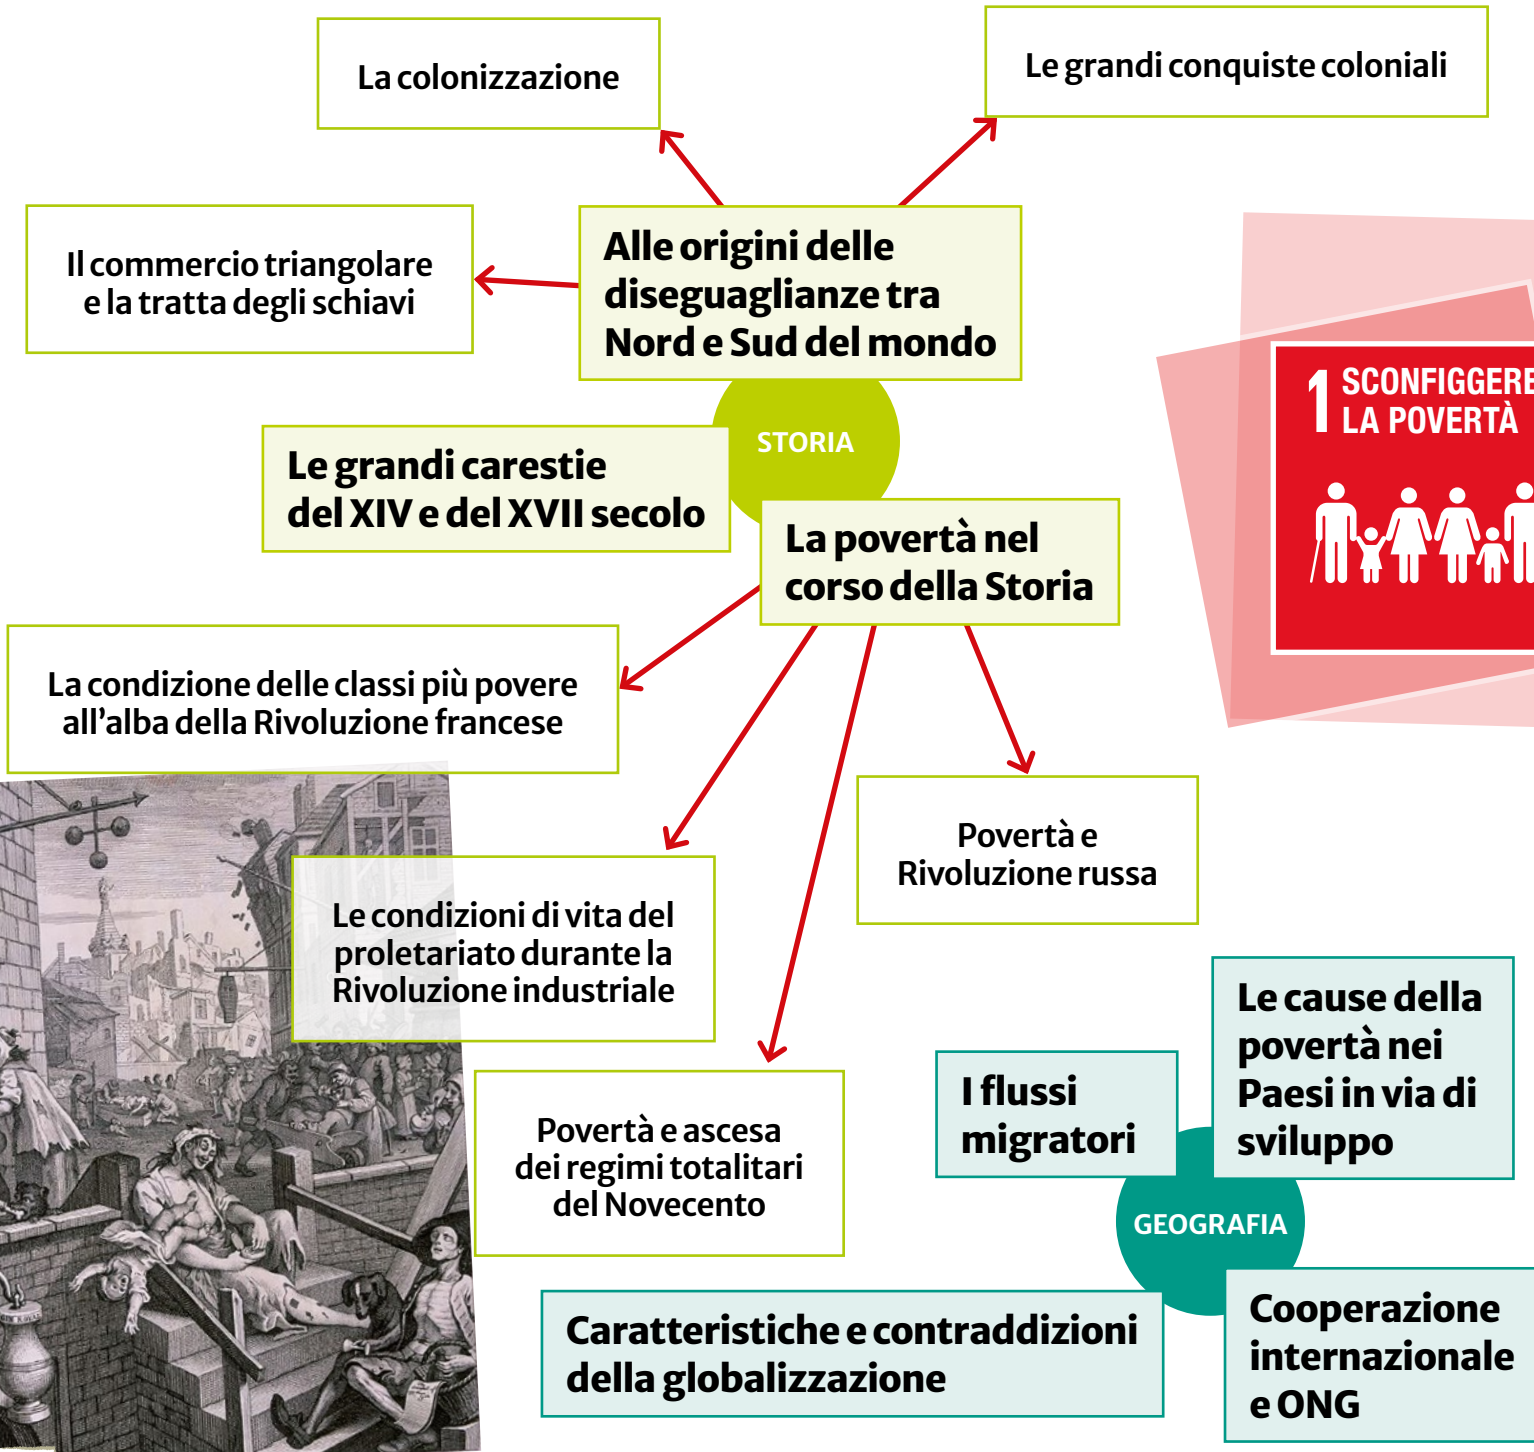 La colonizzazione
Le grandi conquiste coloniali
Il commercio triangolare
e la tratta degli schiavi
Alle origini delle
diseguaglianze tra
Nord e Sud del mondo
1 SCONFIGGERE
LA POVERTÀ
STORIA
Le grandi carestie
del XIV e del XVII secolo
La povertà nel
corso della Storia
La condizione delle classi più povere
all’alba della Rivoluzione francese
Povertà e
Rivoluzione russa
Le condizioni di vita del
proletariato durante la
Rivoluzione industriale
Le cause della
povertà nei
Paesi in via di
sviluppo
I flussi
migratori
Povertà e ascesa
dei regimi totalitari
del Novecento
GEOGRAFIA
Caratteristiche e contraddizioni
della globalizzazione
Cooperazione
internazionale
e ONG